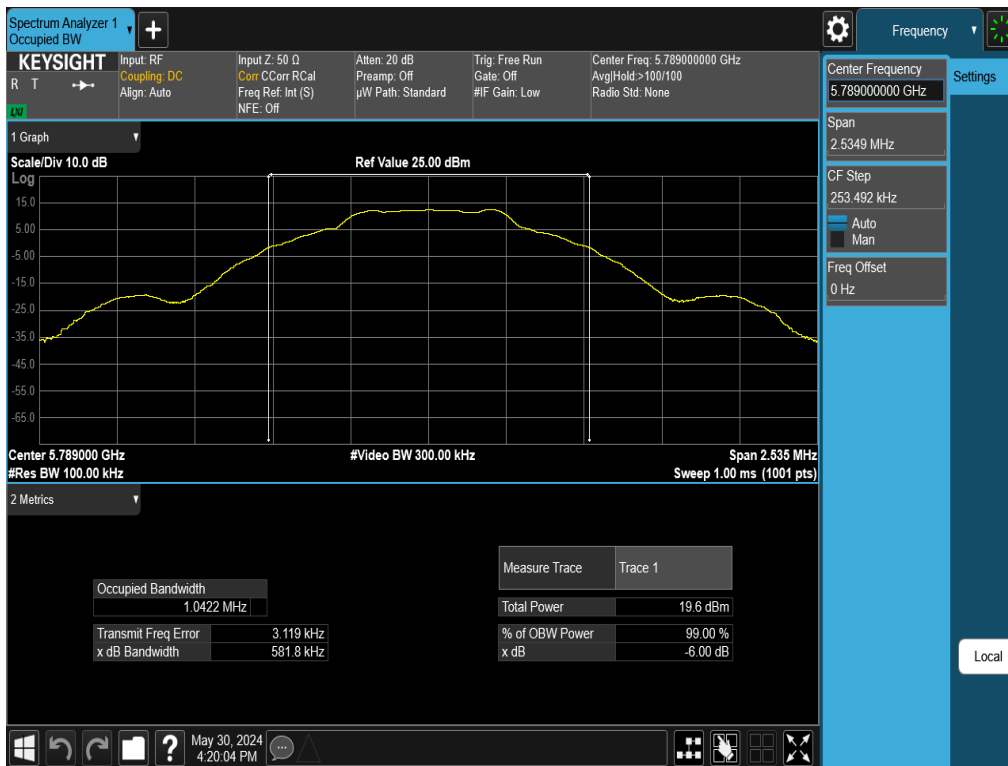 Spectrum Analyzer 1
Occupied BW
Frequency
KEYSIGHT
R T
LXI
Input: RF
Coupling: DC
Align: Auto
Input Z: 50 Ω
Corr CCorr RCal
Freq Ref: Int (S)
NFE: Off
Atten: 20 dB
Preamp: Off
µW Path: Standard
Trig: Free Run
Gate: Off
#IF Gain: Low
Center Freq: 5.789000000 GHz
Avg|Hold:>100/100
Radio Std: None
Center Frequency
5.789000000 GHz
Settings
Span
2.5349 MHz
CF Step
253.492 kHz
Auto
Man
Freq Offset
0 Hz
1 Graph
Scale/Div 10.0 dB
Ref Value 25.00 dBm
Log
15.0
5.00
-5.00
-15.0
-25.0
-35.0
-45.0
-55.0
-65.0
Center 5.789000 GHz
#Video BW 300.00 kHz
Span 2.535 MHz
#Res BW 100.00 kHz
Sweep 1.00 ms (1001 pts)
2 Metrics
Measure Trace
Trace 1
Occupied Bandwidth
1.0422 MHz
Total Power
19.6 dBm
Transmit Freq Error
3.119 kHz
% of OBW Power
99.00 %
x dB Bandwidth
581.8 kHz
x dB
-6.00 dB
Local
?
May 30, 2024
4:20:04 PM